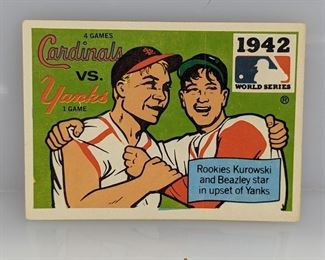 4 GAMES
Cardinals
VS.
Yanks
1 GAME
1942
WORLD SERIES
®
Rookies Kurowski
and Beazley star
in upset of Yanks